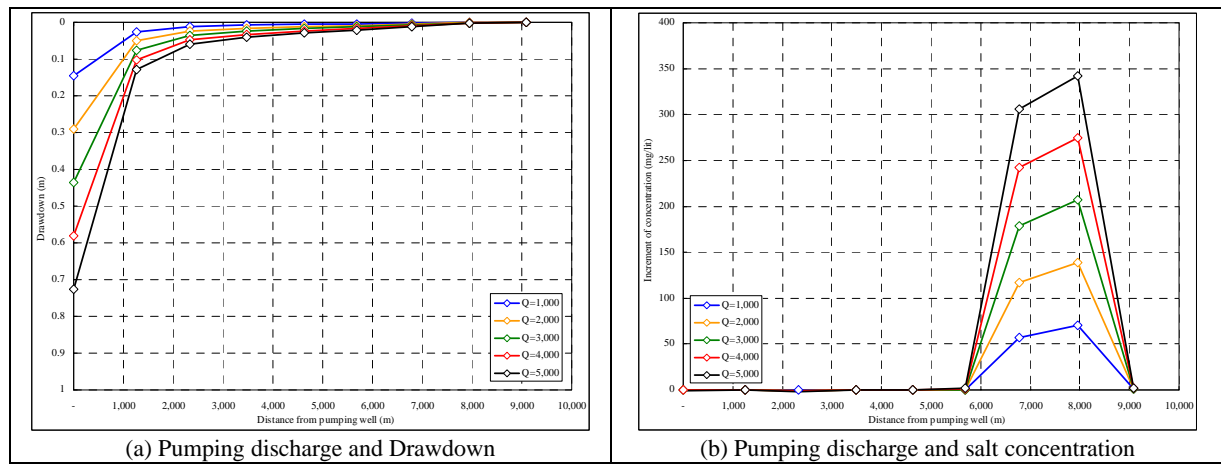 0
0.1
0.2
0.3
0.4
0.5
0.6
0.7
0.8
0.9
1
Drawdown (m)
- 1,000 2,000 3,000 4,000 5,000 6,000 7,000 8,000 9,000 10,000
Distance from pumping well (m)
Q=1,000
Q=2,000
Q=3,000
Q=4,000
Q=5,000
(a) Pumping discharge and Drawdown
400
350
300
250
200
150
100
50
0
Increment of concentration (mg/lit)
- 1,000 2,000 3,000 4,000 5,000 6,000 7,000 8,000 9,000 10,000
Distance from pumping well (m)
Q=1,000
Q=2,000
Q=3,000
Q=4,000
Q=5,000
(b) Pumping discharge and salt concentration